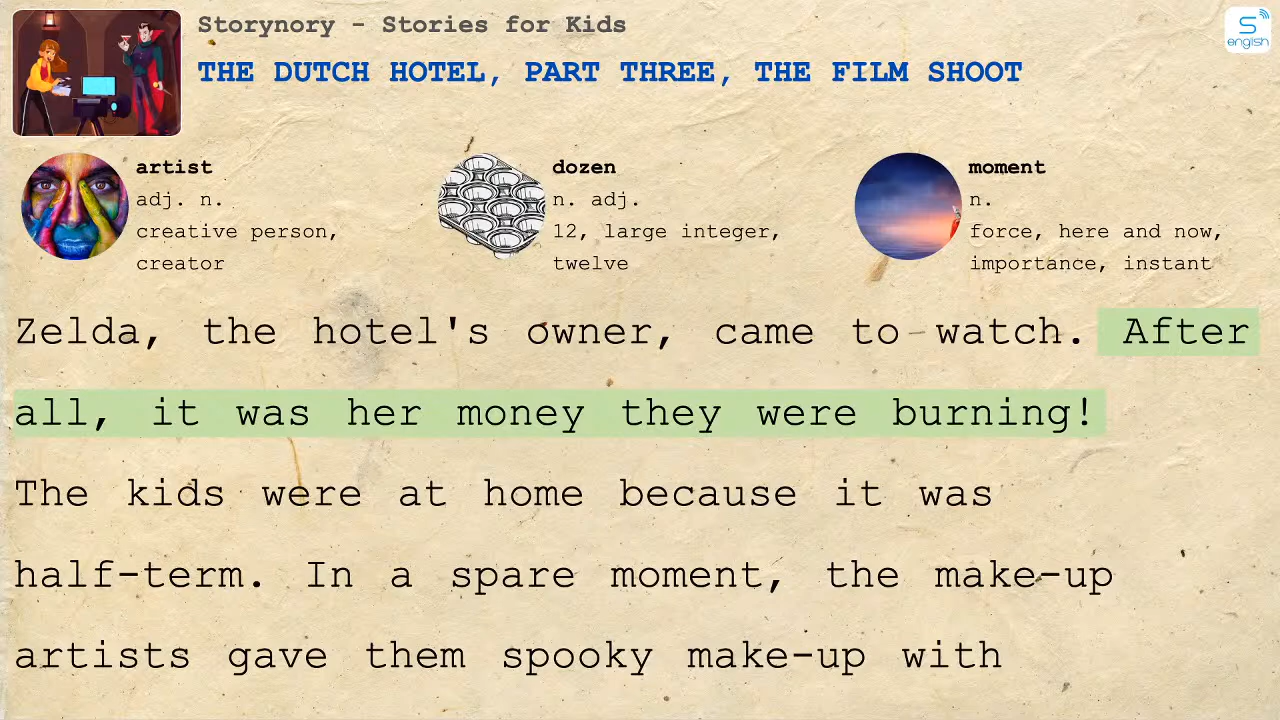 Storynory - Stories for Kids
THE DUTCH HOTEL, PART THREE, THE FILM SHOOT
S
english
artist
adj. n.
creative person,
creator
dozen
n. adj.
12, large integer,
twelve
moment
n.
force, here and now,
importance, instant
Zelda, the hotel's owner, came to watch. After
all, it was her money they were burning!
The kids were at home because it was
half-term. In a spare moment, the make-up
artists gave them spooky make-up with